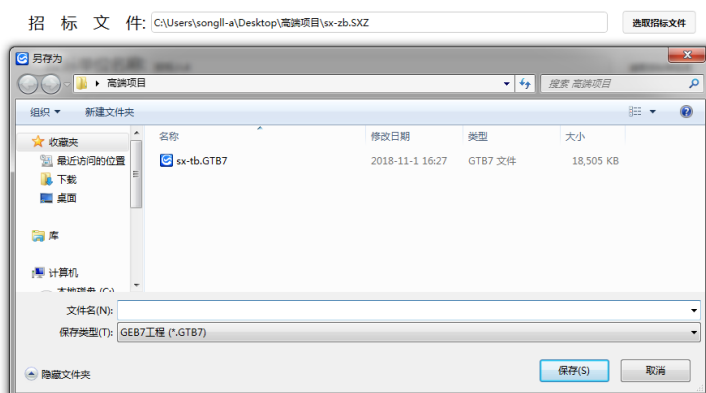 招 标 文 件: C:\Users\songll-a\Desktop\高端项目\sx-zb.SXZ 选取招标文件
另存为
高端项目 搜索 高端项目
组织 新建文件夹
收藏夹 名称 修改日期 类型 大小
最近访问的位置 sx-tb.GTB7 2018-11-1 16:27 GTB7 文件 18,505 KB
下载
桌面
库
计算机
本地磁盘 (C:)
文件名(N):
保存类型(T): GEB7工程 (*.GTB7)
隐藏文件夹 保存(S) 取消